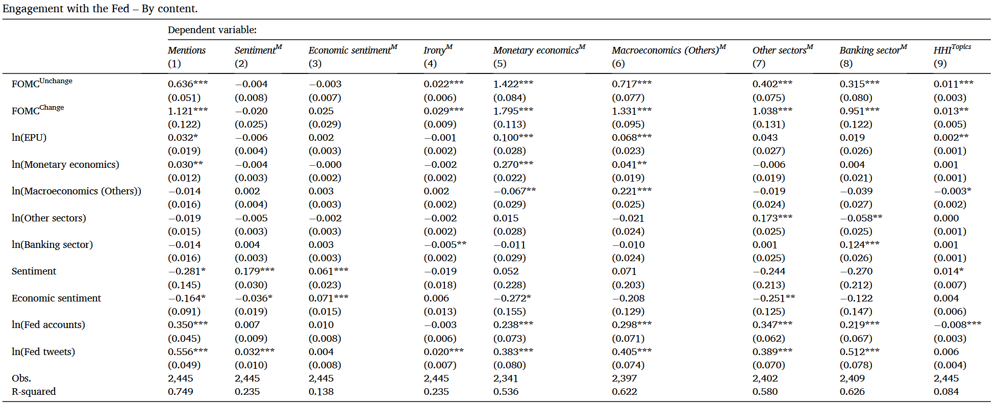 Engagement with the Fed – By content.
Dependent variable:
Mentions Sentiment^M Economic sentiment^M Irony^M Monetary economics^M Macroeconomics (Others)^M Other sectors^M Banking sector^M HHI^Topics
(1) (2) (3) (4) (5) (6) (7) (8) (9)
FOMC^Unchange 0.636*** −0.004 −0.003 0.022*** 1.422*** 0.717*** 0.402*** 0.315*** 0.011***
(0.051) (0.008) (0.007) (0.006) (0.084) (0.077) (0.075) (0.080) (0.003)
FOMC^Change 1.121*** −0.020 0.025 0.029*** 1.795*** 1.331*** 1.038*** 0.951*** 0.013**
(0.122) (0.025) (0.029) (0.009) (0.113) (0.095) (0.131) (0.122) (0.005)
ln(EPU) 0.032* −0.006 0.002 −0.001 0.100*** 0.068*** 0.043 0.019 0.002**
(0.019) (0.004) (0.003) (0.002) (0.028) (0.023) (0.027) (0.026) (0.001)
ln(Monetary economics) 0.030** −0.004 −0.000 −0.002 0.270*** 0.041** −0.006 0.004 0.001
(0.012) (0.003) (0.002) (0.002) (0.022) (0.019) (0.019) (0.021) (0.001)
ln(Macroeconomics (Others)) −0.014 0.002 0.003 0.002 −0.067** 0.221*** −0.019 −0.039 −0.003*
(0.016) (0.004) (0.003) (0.002) (0.029) (0.025) (0.024) (0.027) (0.002)
ln(Other sectors) −0.019 −0.005 −0.002 −0.002 0.015 −0.021 0.173*** −0.058** 0.000
(0.015) (0.003) (0.003) (0.002) (0.028) (0.024) (0.025) (0.025) (0.001)
ln(Banking sector) −0.014 0.004 0.003 −0.005** −0.011 −0.010 0.001 0.124*** 0.001
(0.016) (0.003) (0.003) (0.002) (0.029) (0.024) (0.025) (0.026) (0.001)
Sentiment −0.281* 0.179*** 0.061*** −0.019 0.052 0.071 −0.244 −0.270 0.014*
(0.145) (0.030) (0.023) (0.018) (0.228) (0.203) (0.213) (0.212) (0.007)
Economic sentiment −0.164* −0.036* 0.071*** 0.006 −0.272* −0.208 −0.251** −0.122 0.004
(0.091) (0.019) (0.015) (0.013) (0.155) (0.129) (0.125) (0.147) (0.006)
ln(Fed accounts) 0.350*** 0.007 0.010 −0.003 0.238*** 0.298*** 0.347*** 0.219*** −0.008***
(0.045) (0.009) (0.008) (0.006) (0.073) (0.071) (0.062) (0.067) (0.003)
ln(Fed tweets) 0.556*** 0.032*** 0.004 0.020*** 0.383*** 0.405*** 0.389*** 0.512*** 0.006
(0.049) (0.010) (0.008) (0.007) (0.080) (0.074) (0.070) (0.078) (0.004)
Obs. 2,445 2,445 2,445 2,445 2,341 2,397 2,402 2,409 2,445
R-squared 0.749 0.235 0.138 0.235 0.536 0.622 0.580 0.626 0.084